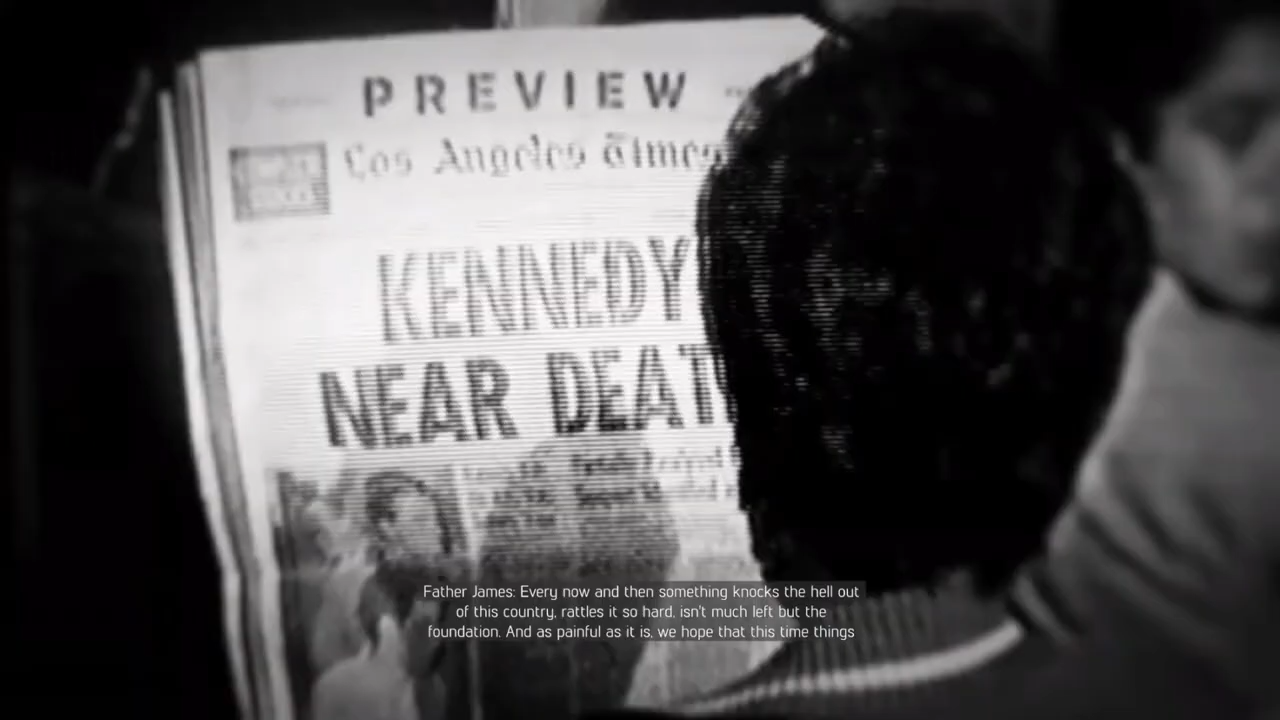 PREVIEW
Los Angeles Times
KENNEDY
NEAR DEAT
Father James: Every now and then something knocks the hell out
of this country, rattles it so hard, isn't much left but the
foundation. And as painful as it is, we hope that this time things